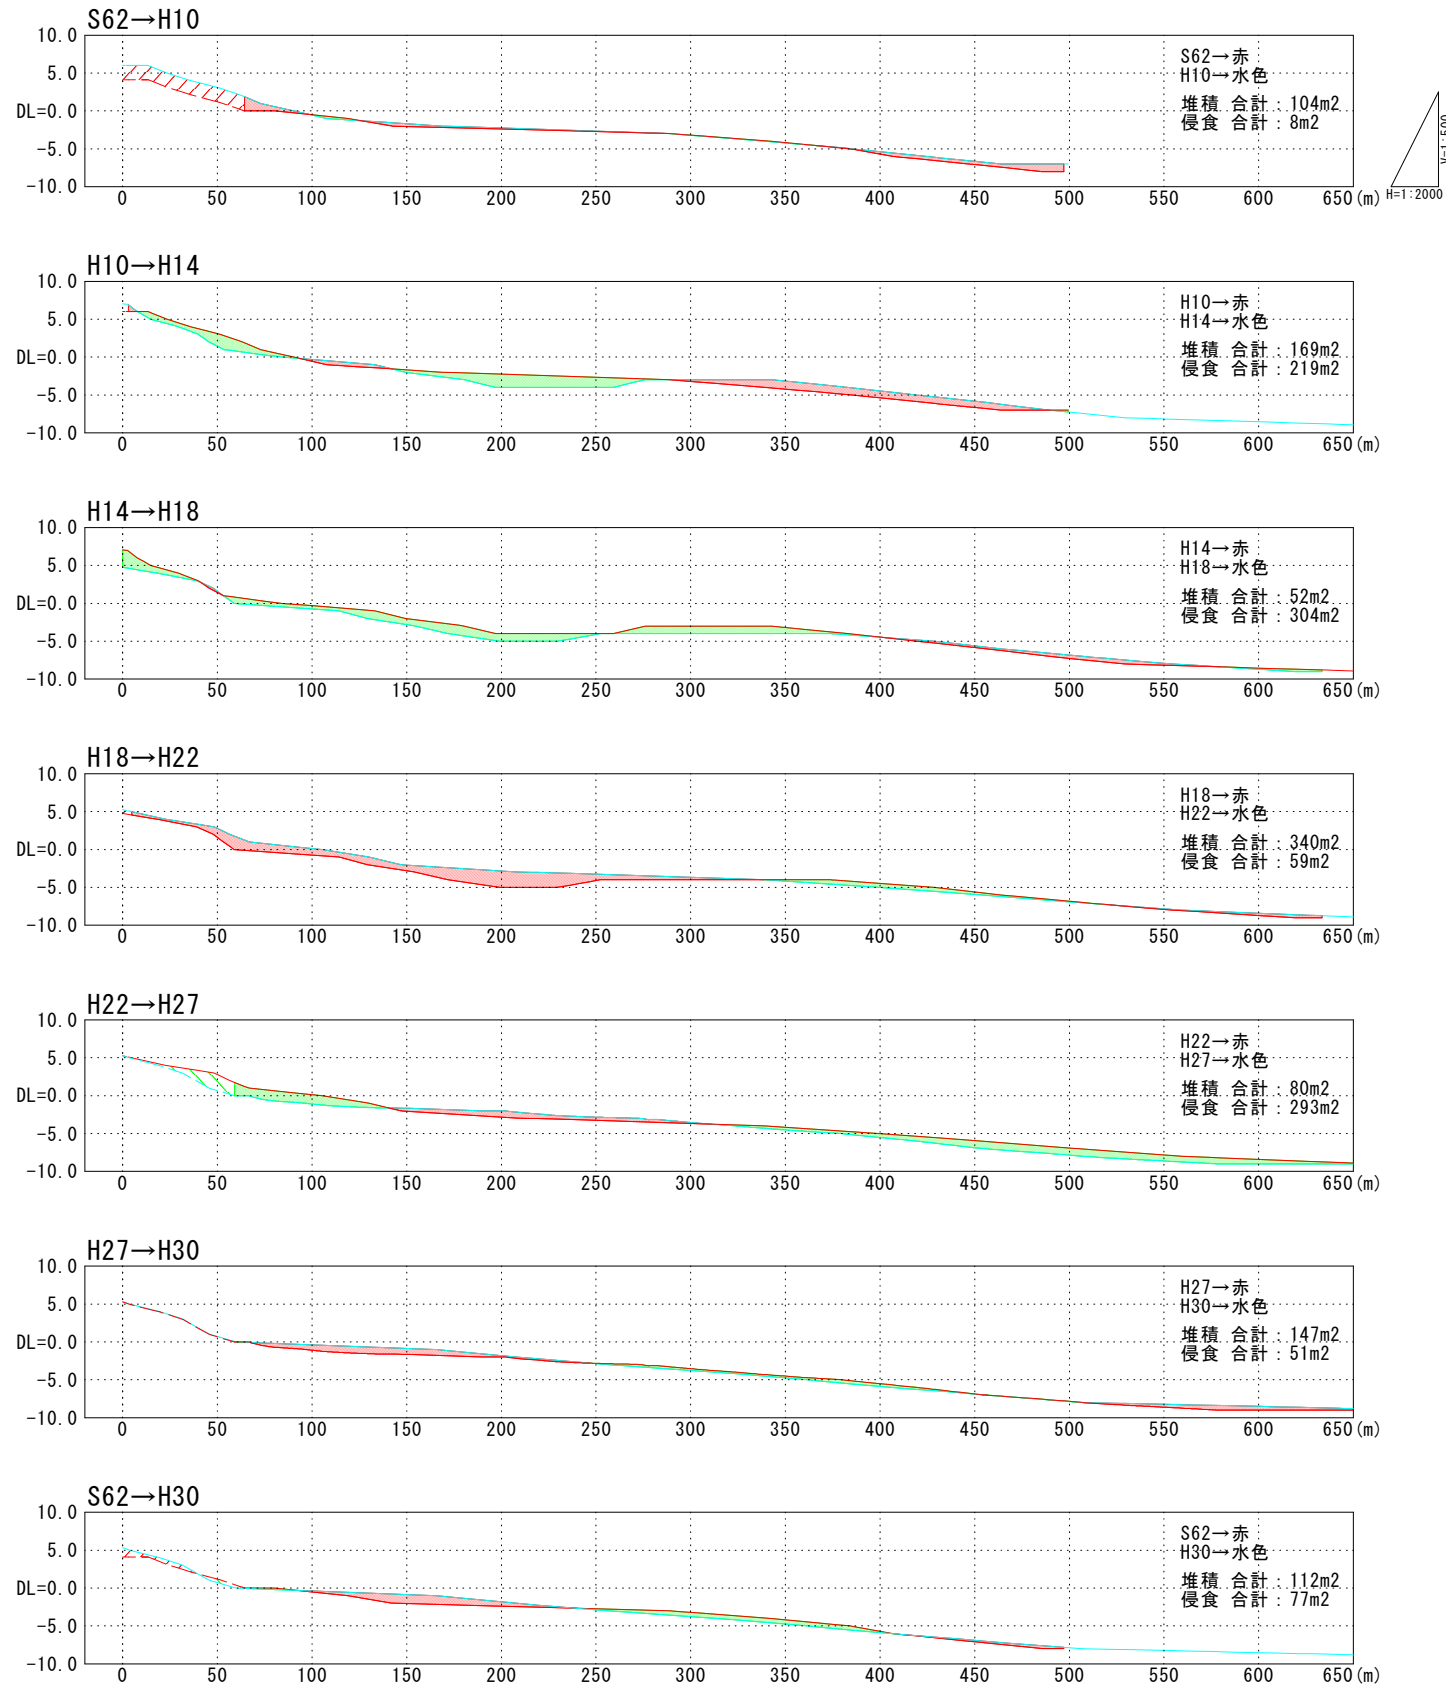 S62→H10
10.0
5.0
DL=0.0
-5.0
-10.0
S62→赤
H10→水色
堆積 合計：104m2
侵食 合計：8m2
0 50 100 150 200 250 300 350 400 450 500 550 600 650(m)
V=1:500
H=1:2000
H10→H14
10.0
5.0
DL=0.0
-5.0
-10.0
H10→赤
H14→水色
堆積 合計：169m2
侵食 合計：219m2
0 50 100 150 200 250 300 350 400 450 500 550 600 650(m)
H14→H18
10.0
5.0
DL=0.0
-5.0
-10.0
H14→赤
H18→水色
堆積 合計：52m2
侵食 合計：304m2
0 50 100 150 200 250 300 350 400 450 500 550 600 650(m)
H18→H22
10.0
5.0
DL=0.0
-5.0
-10.0
H18→赤
H22→水色
堆積 合計：340m2
侵食 合計：59m2
0 50 100 150 200 250 300 350 400 450 500 550 600 650(m)
H22→H27
10.0
5.0
DL=0.0
-5.0
-10.0
H22→赤
H27→水色
堆積 合計：80m2
侵食 合計：293m2
0 50 100 150 200 250 300 350 400 450 500 550 600 650(m)
H27→H30
10.0
5.0
DL=0.0
-5.0
-10.0
H27→赤
H30→水色
堆積 合計：147m2
侵食 合計：51m2
0 50 100 150 200 250 300 350 400 450 500 550 600 650(m)
S62→H30
10.0
5.0
DL=0.0
-5.0
-10.0
S62→赤
H30→水色
堆積 合計：112m2
侵食 合計：77m2
0 50 100 150 200 250 300 350 400 450 500 550 600 650(m)